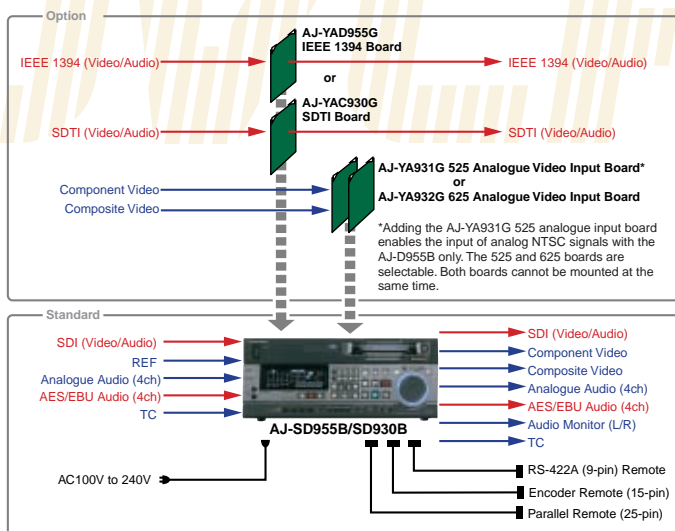 Option
AJ-YAD955G
IEEE 1394 Board
IEEE 1394 (Video/Audio)
IEEE 1394 (Video/Audio)
or
AJ-YAC930G
SDTI Board
SDTI (Video/Audio)
SDTI (Video/Audio)
AJ-YA931G 525 Analogue Video Input Board*
or
AJ-YA932G 625 Analogue Video Input Board
Component Video
Composite Video
*Adding the AJ-YA931G 525 analogue input board
enables the input of analog NTSC signals with the
AJ-D955B only. The 525 and 625 boards are
selectable. Both boards cannot be mounted at the
same time.
Standard
SDI (Video/Audio)
REF
Analogue Audio (4ch)
AES/EBU Audio (4ch)
TC
SDI (Video/Audio)
Component Video
Composite Video
Analogue Audio (4ch)
AES/EBU Audio (4ch)
Audio Monitor (L/R)
TC
AJ-SD955B/SD930B
AC100V to 240V
RS-422A (9-pin) Remote
Encoder Remote (15-pin)
Parallel Remote (25-pin)